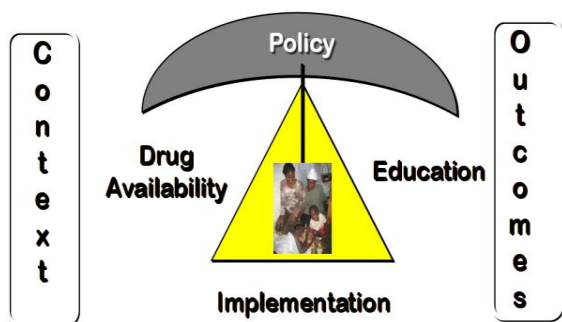 Context
Policy
Drug
Availability
Education
Implementation
Outcomes